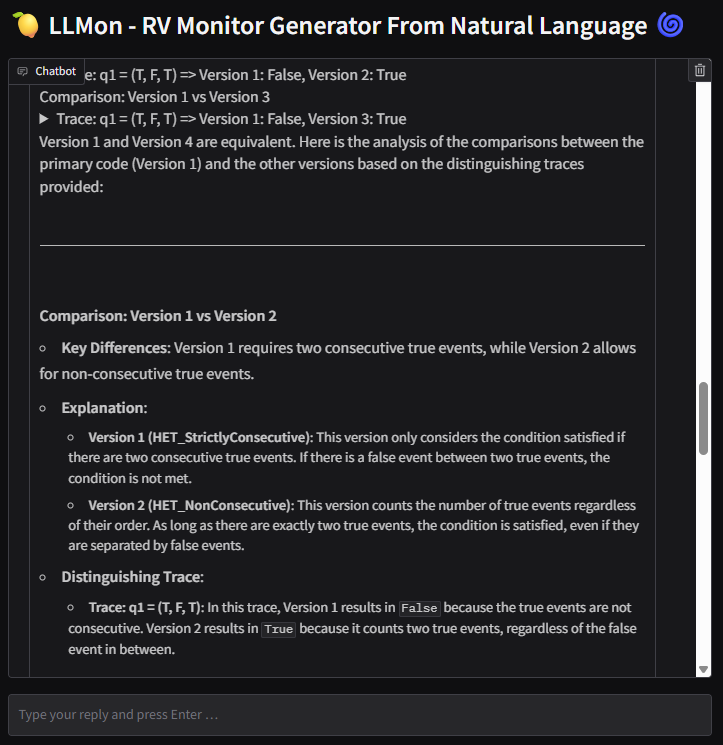 LLMon - RV Monitor Generator From Natural Language
Chatbot
e: q1 = (T, F, T) => Version 1: False, Version 2: True
Comparison: Version 1 vs Version 3
Trace: q1 = (T, F, T) => Version 1: False, Version 3: True
Version 1 and Version 4 are equivalent. Here is the analysis of the comparisons between the
primary code (Version 1) and the other versions based on the distinguishing traces
provided:
Comparison: Version 1 vs Version 2
Key Differences: Version 1 requires two consecutive true events, while Version 2 allows
for non-consecutive true events.
Explanation:
Version 1 (HET_StrictlyConsecutive): This version only considers the condition satisfied if
there are two consecutive true events. If there is a false event between two true events, the
condition is not met.
Version 2 (HET_NonConsecutive): This version counts the number of true events regardless
of their order. As long as there are exactly two true events, the condition is satisfied, even if they
are separated by false events.
Distinguishing Trace:
Trace: q1 = (T, F, T): In this trace, Version 1 results in False because the true events are not
consecutive. Version 2 results in True because it counts two true events, regardless of the false
event in between.
Type your reply and press Enter …